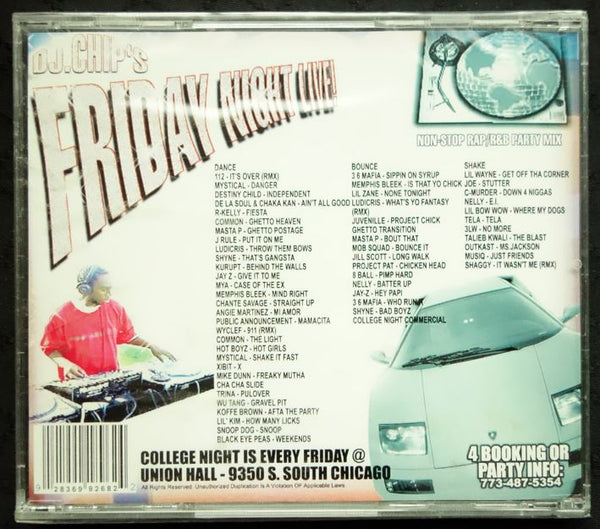 DJ.CHIP'S
FRIDAY NIGHT LIVE!
NON-STOP RAP/R&B PARTY MIX
DANCE
112 - IT'S OVER (RMX)
MYSTICAL - DANGER
DESTINY CHILD - INDEPENDENT
DE LA SOUL & CHAKA KAN - AIN'T ALL GOOD
R-KELLY - FIESTA
COMMON - GHETTO HEAVEN
MASTA P - GHETTO POSTAGE
J RULE - PUT IT ON ME
LUDICRIS - THROW THEM BOWS
SHYNE - THAT'S GANGSTA
KURUPT - BEHIND THE WALLS
JAY Z - GIVE IT TO ME
MYA - CASE OF THE EX
MEMPHIS BLEEK - MIND RIGHT
CHANTE SAVAGE - STRAIGHT UP
ANGIE MARTINEZ - MI AMOR
PUBLIC ANNOUNCEMENT - MAMACITA
WYCLEF - 911 (RMX)
COMMON - THE LIGHT
HOT BOYZ - HOT GIRLS
MYSTICAL - SHAKE IT FAST
XIBIT - X
MIKE DUNN - FREAKY MUTHA
CHA CHA SLIDE
TRINA - PULOVER
WU TANG - GRAVEL PIT
KOFFE BROWN - AFTA THE PARTY
LIL' KIM - HOW MANY LICKS
SNOOP DOG - SNOOP
BLACK EYE PEAS - WEEKENDS
BOUNCE
3 6 MAFIA - SIPPIN ON SYRUP
MEMPHIS BLEEK - IS THAT YO CHICK
LIL ZANE - NONE TONIGHT
LUDICRIS - WHAT'S YO FANTASY
(RMX)
JUVENILLE - PROJECT CHICK
GHETTO TRANSITION
MASTA P - BOUT THAT
MOB SQUAD - BOUNCE IT
JILL SCOTT - LONG WALK
PROJECT PAT - CHICKEN HEAD
8 BALL - PIMP HARD
NELLY - BATTER UP
JAY-Z - HEY PAPI
3 6 MAFIA - WHO RUN IT
SHYNE - BAD BOYZ
COLLEGE NIGHT COMMERCIAL
SHAKE
LIL WAYNE - GET OFF THA CORNER
JOE - STUTTER
C-MURDER - DOWN 4 NIGGAS
NELLY - E.I.
LIL BOW WOW - WHERE MY DOGS
TELA - TELA
3LW - NO MORE
TALIEB KWALI - THE BLAST
OUTKAST - MS.JACKSON
MUSIQ - JUST FRIENDS
SHAGGY - IT WASN'T ME (RMX)
COLLEGE NIGHT IS EVERY FRIDAY @
UNION HALL - 9350 S. SOUTH CHICAGO
All Rights Reserved. Unauthorized Duplication Is A Violation OF Applicable Laws
4 BOOKING OR
PARTY INFO:
773-487-5354
9 28369 92682 2